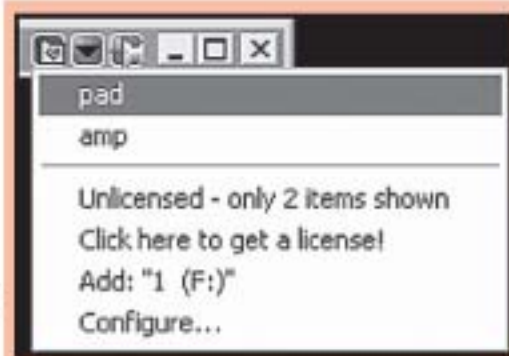 pad
amp
Unlicensed - only 2 items shown
Click here to get a license!
Add: "1 (F:)"
Configure...